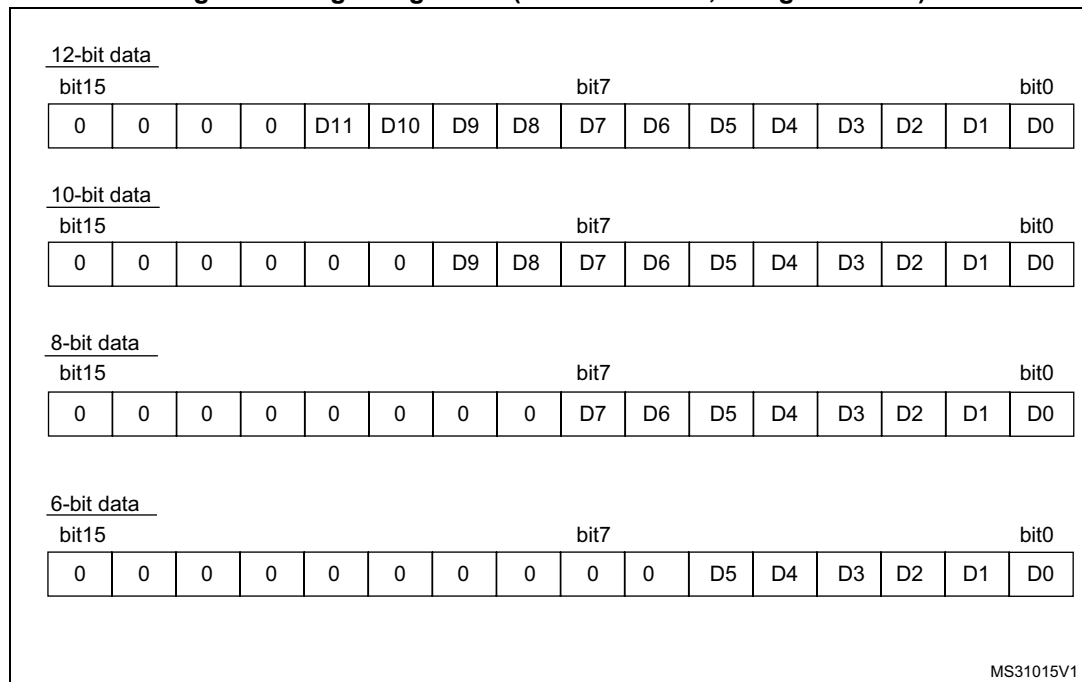 12-bit data
bit15 bit7 bit0
0 0 0 0 D11 D10 D9 D8 D7 D6 D5 D4 D3 D2 D1 D0
10-bit data
bit15 bit7 bit0
0 0 0 0 0 0 D9 D8 D7 D6 D5 D4 D3 D2 D1 D0
8-bit data
bit15 bit7 bit0
0 0 0 0 0 0 0 0 D7 D6 D5 D4 D3 D2 D1 D0
6-bit data
bit15 bit7 bit0
0 0 0 0 0 0 0 0 0 0 D5 D4 D3 D2 D1 D0
MS31015V1